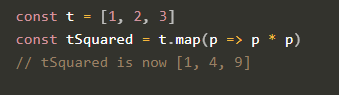 const t = [1, 2, 3]
const tSquared = t.map(p => p * p)
// tSquared is now [1, 4, 9]